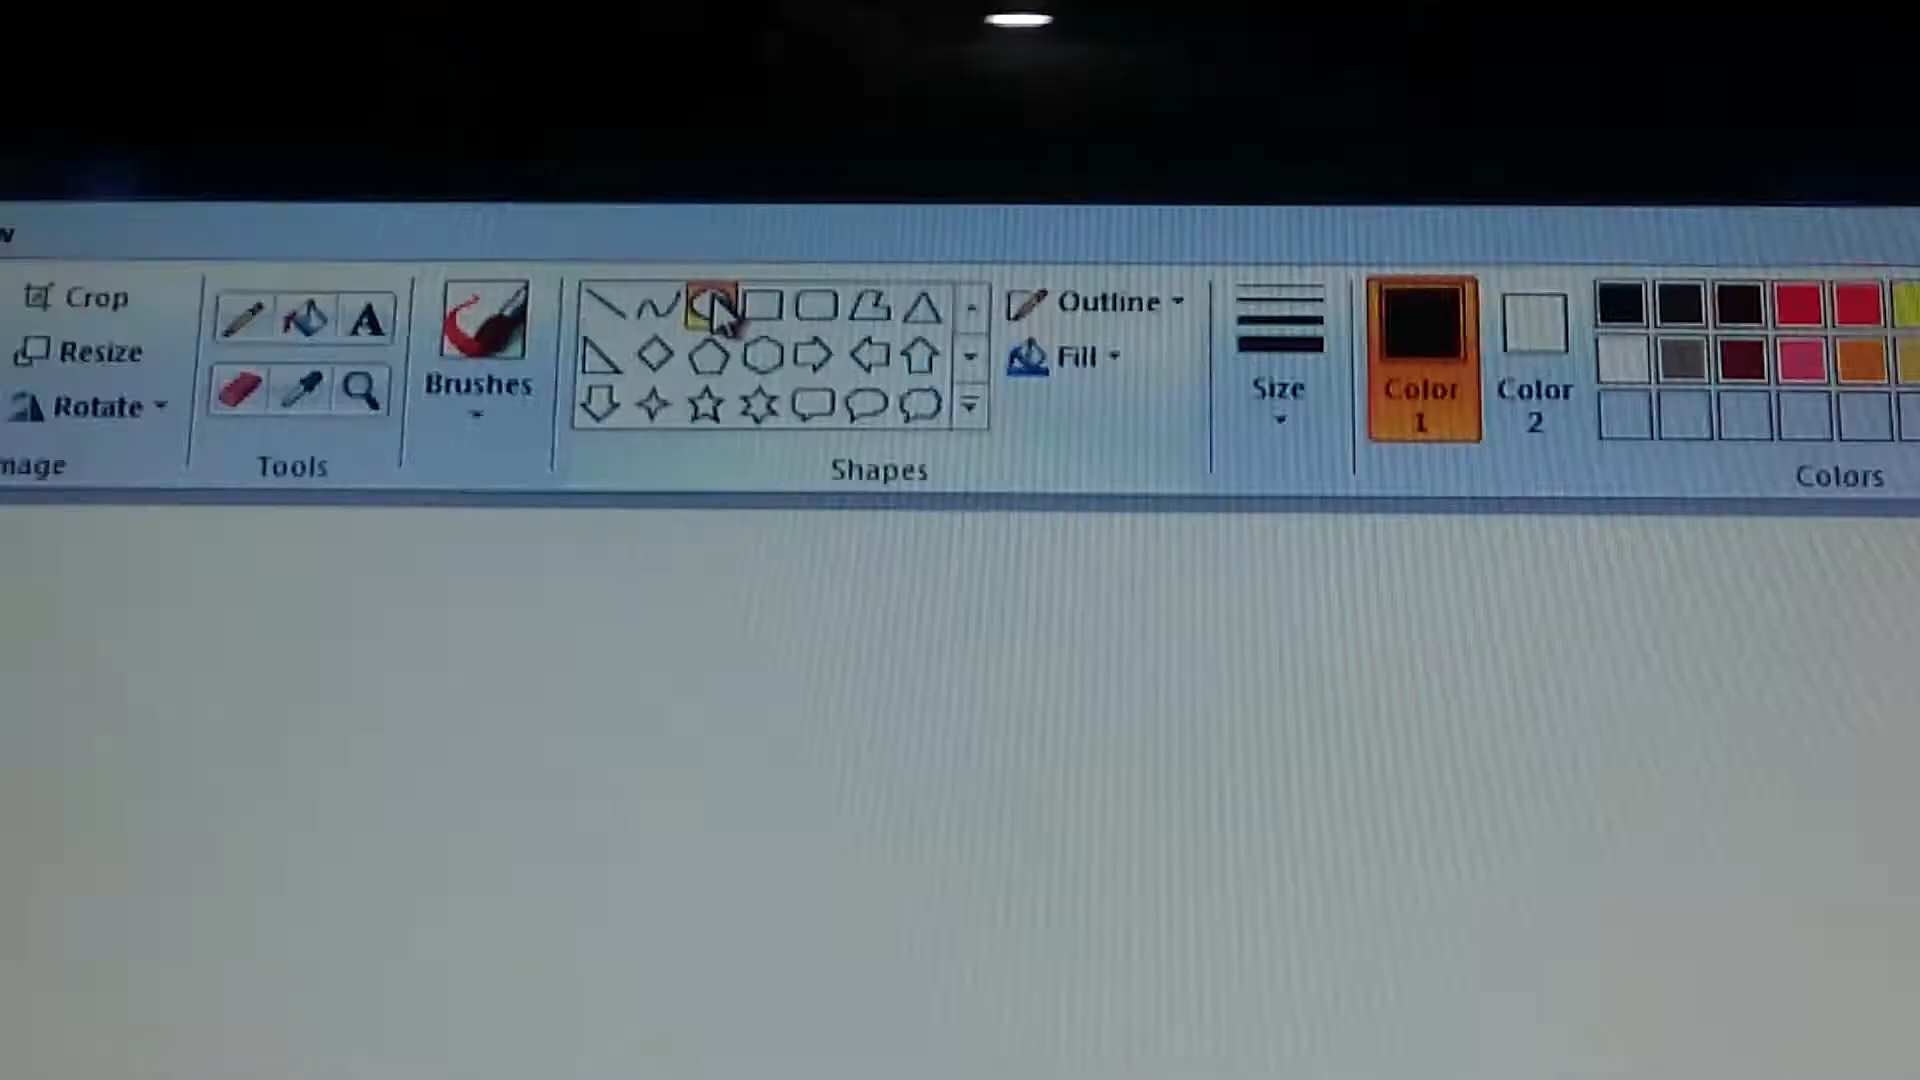 Crop
Resize
Rotate
Tools
A
Brushes
Shapes
Outline
Fill
Size
Color
1
Color
2
Colors